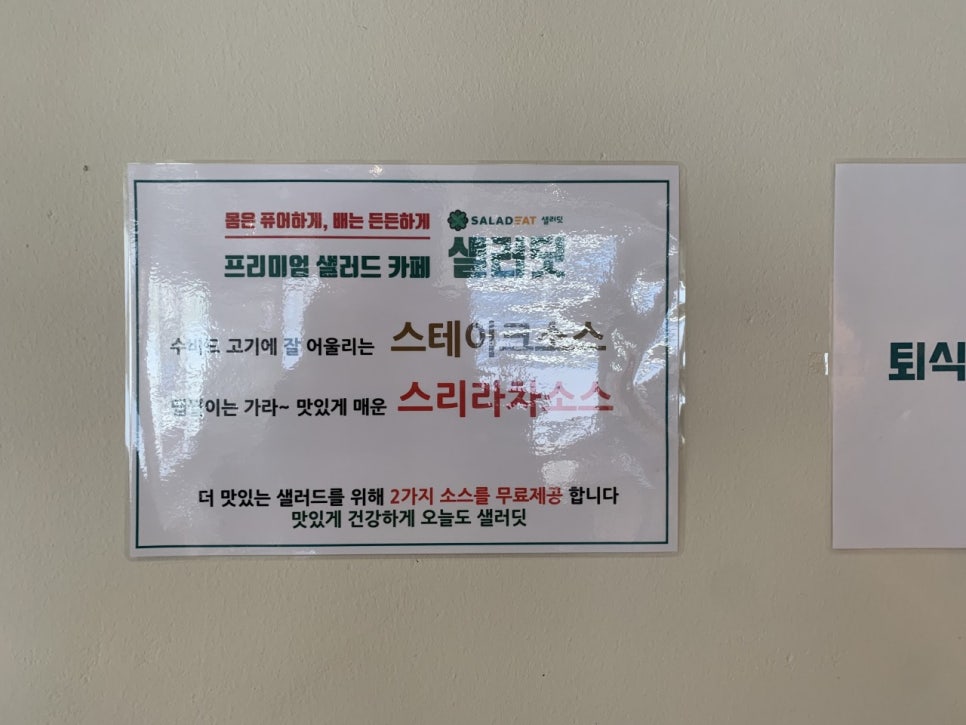 몸은 퓨어하게, 배는 든든하게
SALADEAT 샐러딧
프리미엄 샐러드 카페 샐러딧
고기에 잘 어울리는 스테이크소스
가라~ 맛있게 매운 스리라차소스
더 맛있는 샐러드를 위해 2가지 소스를 무료제공 합니다
맛있게 건강하게 오늘도 샐러딧
퇴식